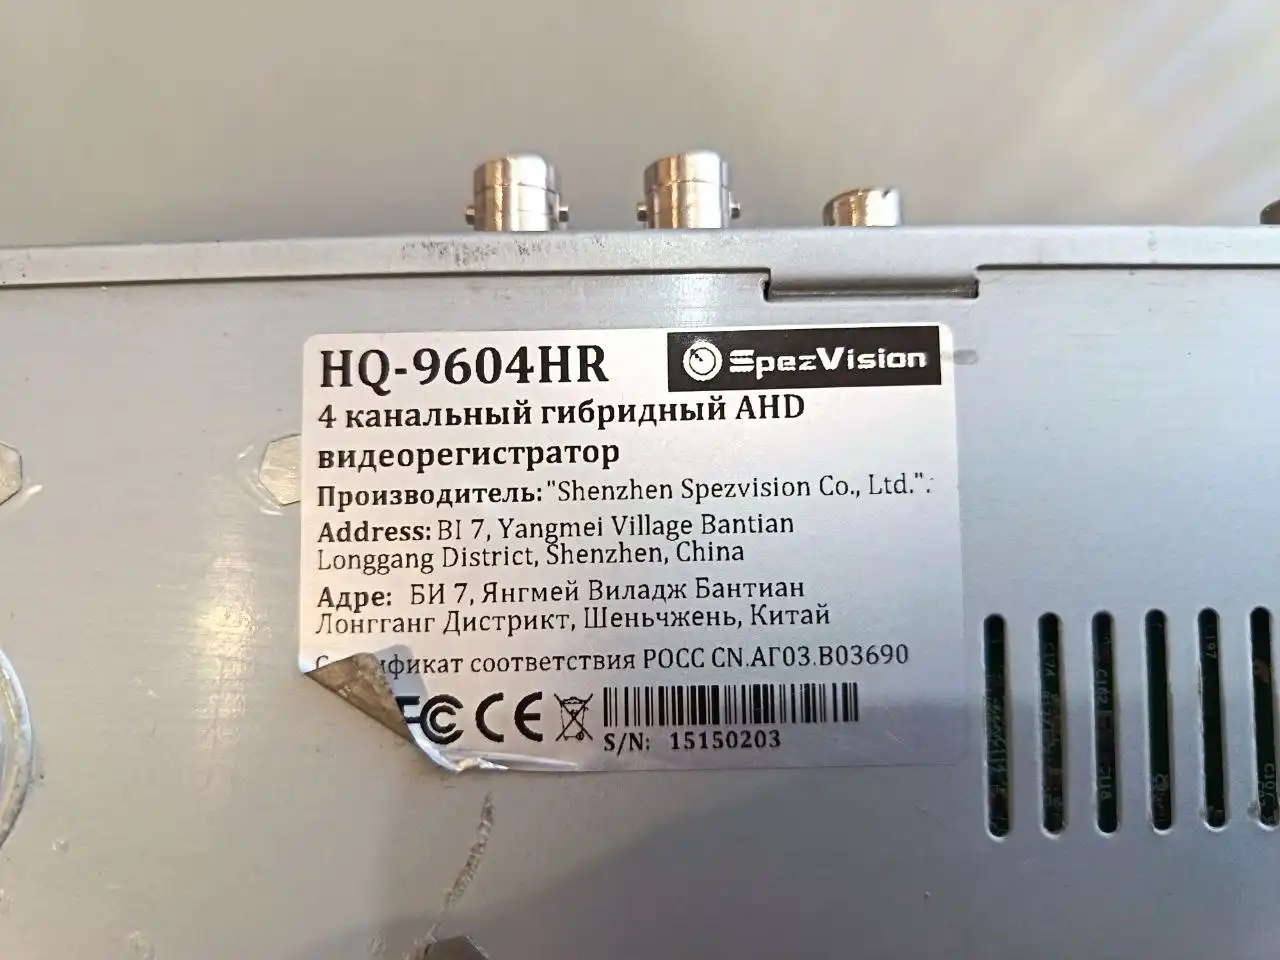 HQ-9604HR SpezVision
4 канальный гибридный AHD
видеорегистратор
Производитель: "Shenzhen Spezvision Co., Ltd.".
Address: BI 7, Yangmei Village Bantian
Longgang District, Shenzhen, China
Адре: БИ 7, Янгмей Виладж Бантиан
Лонгганг Дистрикт, Шеньчжень, Китай
соответствия РОСС CN.АГ03.В03690
FC CE
S/N: 15150203